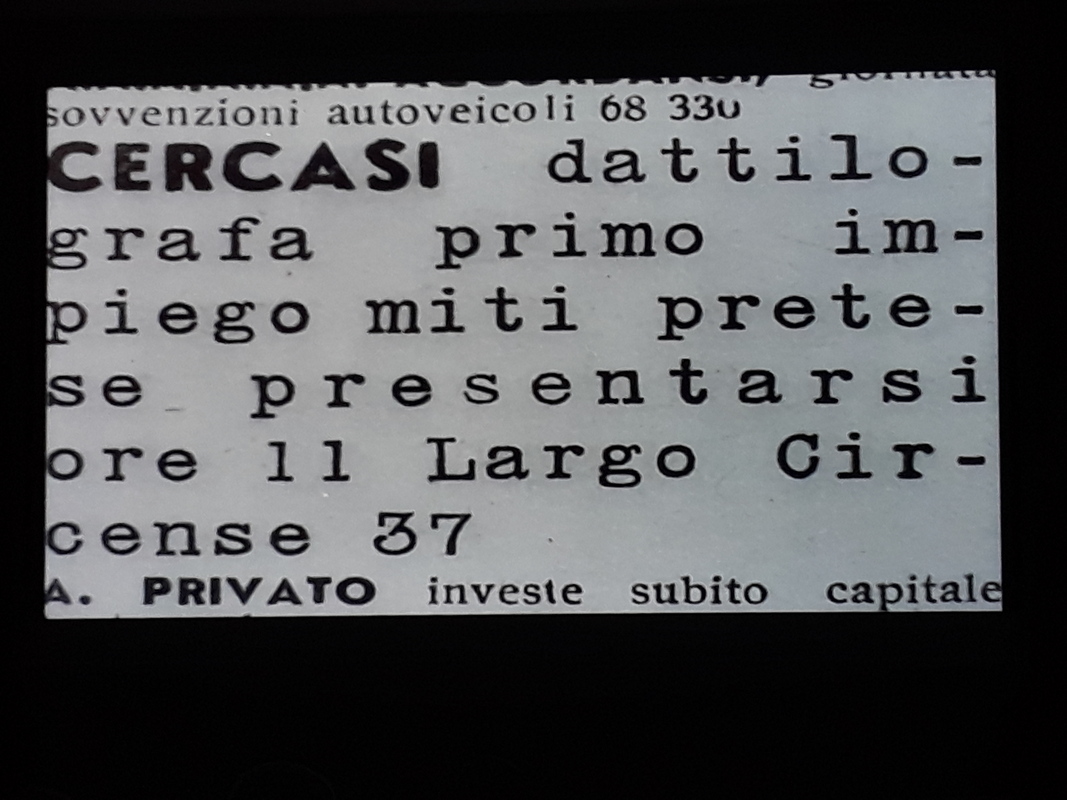 giornata
sovvenzioni autoveicoli 68 330
CERCASI dattilo-
grafa primo im-
piego miti prete-
se presentarsi
ore 11 Largo Cir-
cense 37
A. PRIVATO investe subito capitale